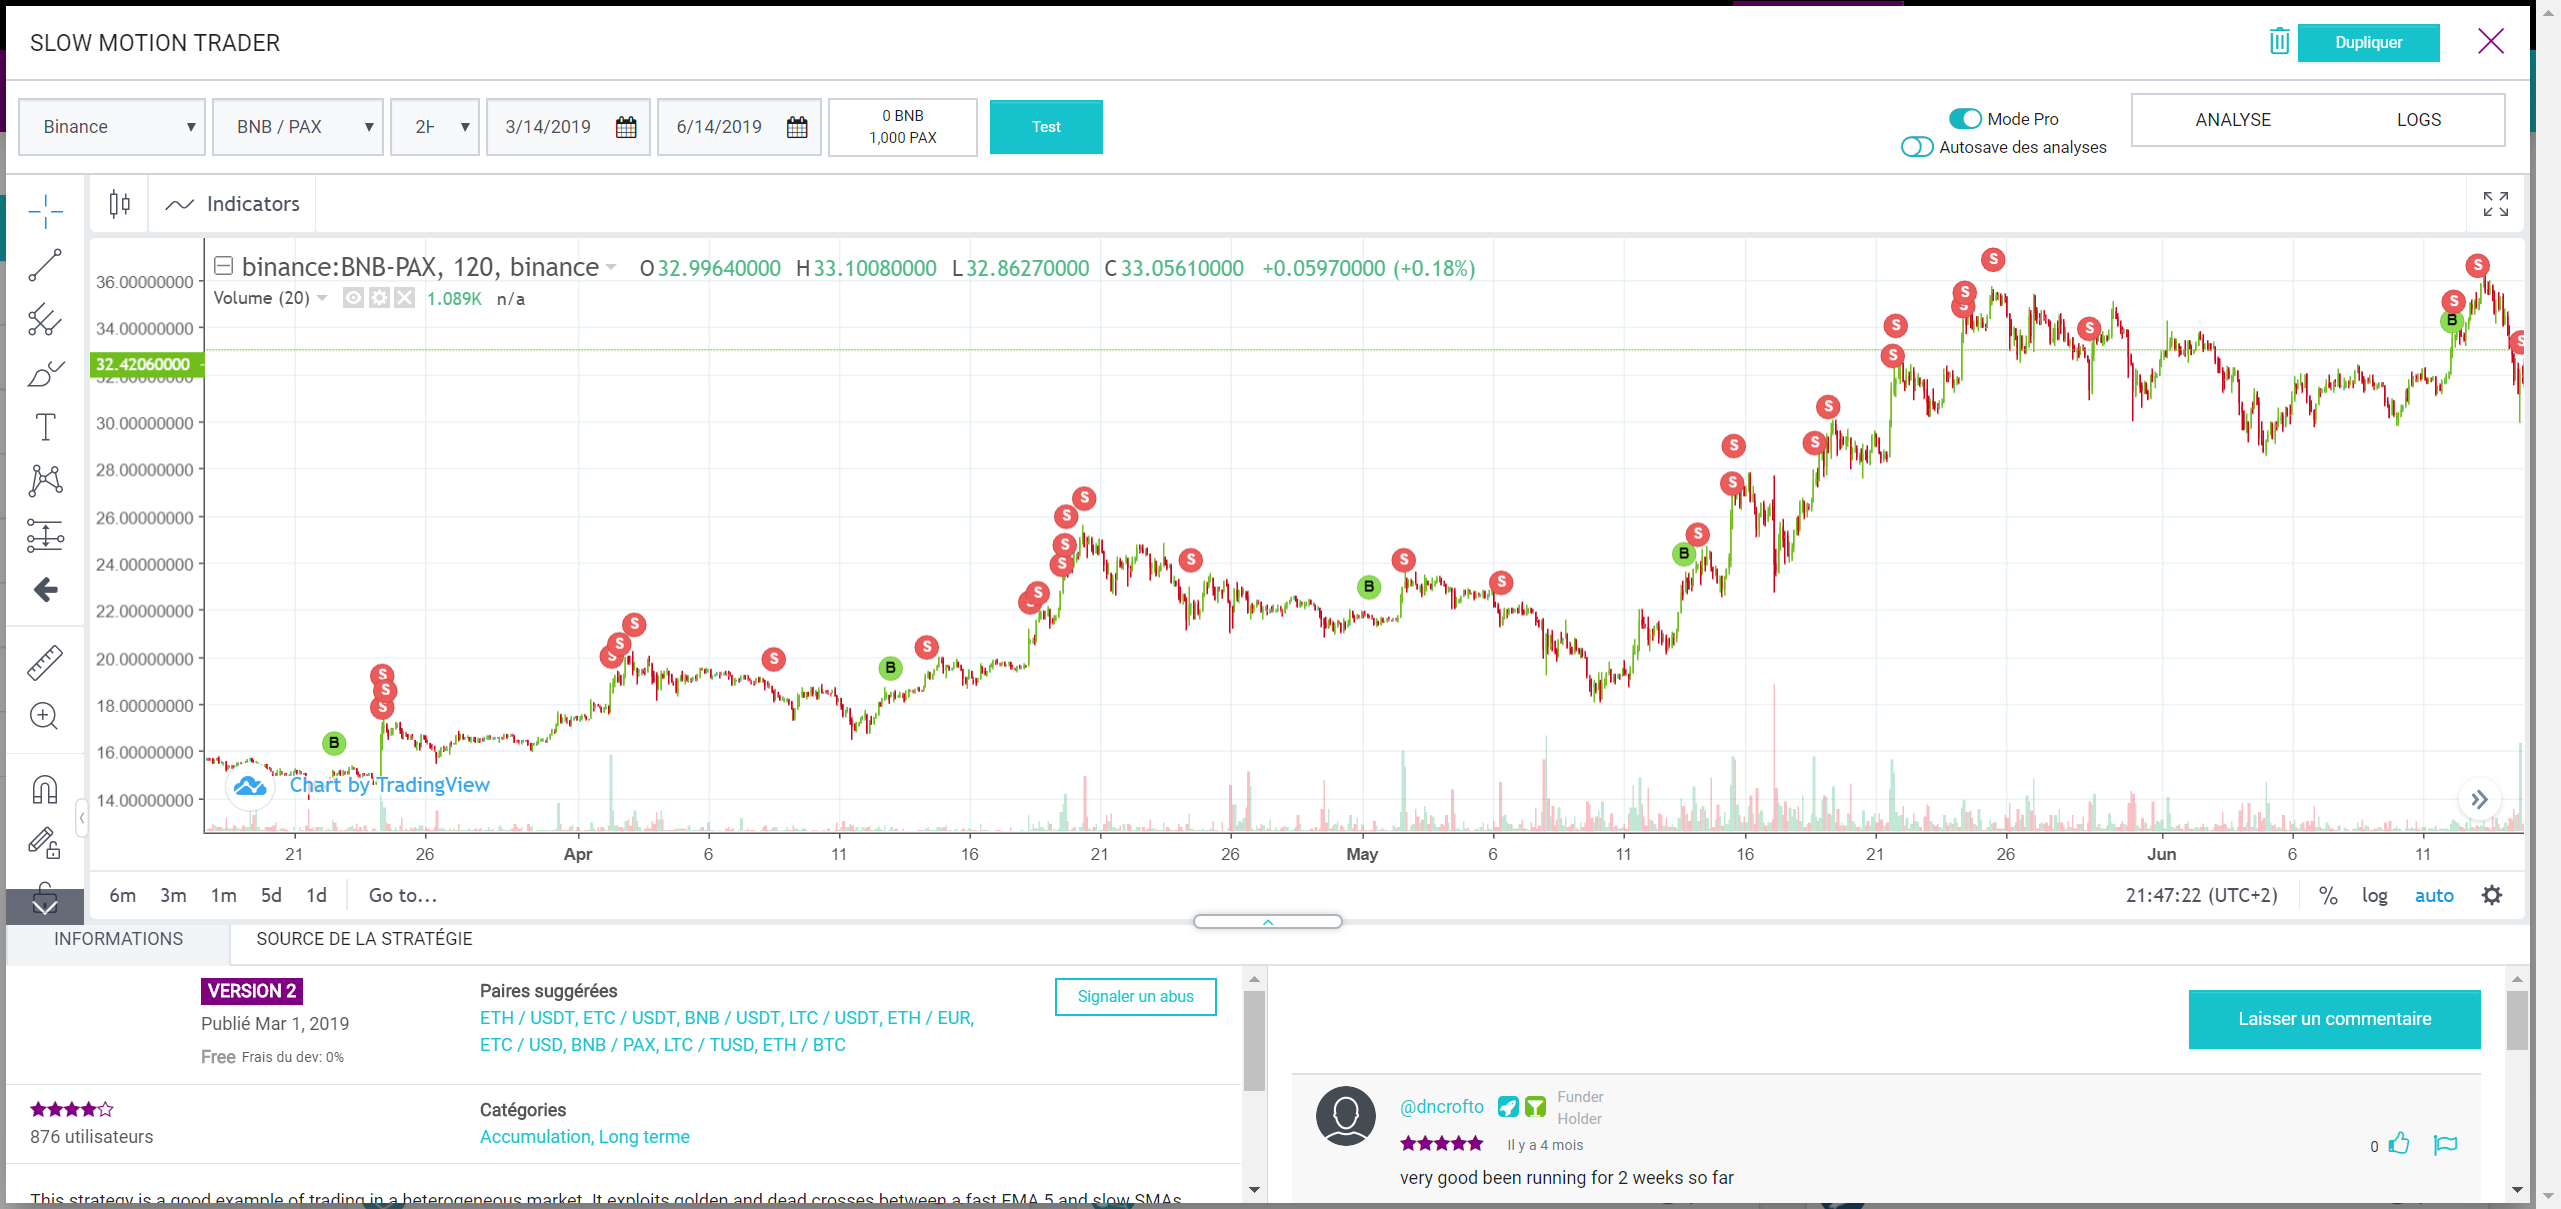 SLOW MOTION TRADER
Dupliquer
Binance
BNB / PAX
2H
3/14/2019
6/14/2019
0 BNB
1,000 PAX
Test
Mode Pro
Autosave des analyses
ANALYSE
LOGS
Indicators
binance:BNB-PAX, 120, binance O32.99640000 H33.10080000 L32.86270000 C33.05610000 +0.05970000 (+0.18%)
Volume (20) 1.089K n/a
36.00000000
34.00000000
32.42060000
32.00000000
30.00000000
28.00000000
26.00000000
24.00000000
22.00000000
20.00000000
18.00000000
16.00000000
14.00000000
Chart by TradingView
21 26 Apr 6 11 16 21 26 May 6 11 16 21 26 Jun 6 11
6m 3m 1m 5d 1d Go to...
21:47:22 (UTC+2) % log auto
INFORMATIONS
SOURCE DE LA STRATÉGIE
VERSION 2
Publié Mar 1, 2019
Free Frais du dev: 0%
Paires suggérées
ETH / USDT, ETC / USDT, BNB / USDT, LTC / USDT, ETH / EUR,
ETC / USD, BNB / PAX, LTC / TUSD, ETH / BTC
Signaler un abus
876 utilisateurs
Catégories
Accumulation, Long terme
This strategy is a good example of trading in a heterogeneous market. It exploits golden and dead crosses between a fast EMA 5 and slow SMAs
Laisser un commentaire
@dncrofto
Funder
Holder
Il y a 4 mois
0
very good been running for 2 weeks so far